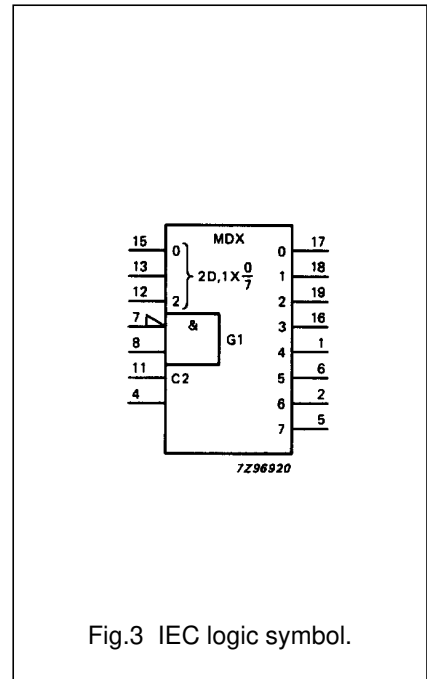 MDX
15 0 0 17
13 2D,1X 0/7 1 18
12 2 2 19
7 & 3 16
8 G1 4 1
11 C2 5 6
4 6 2
7 5
7Z96920
Fig.3 IEC logic symbol.